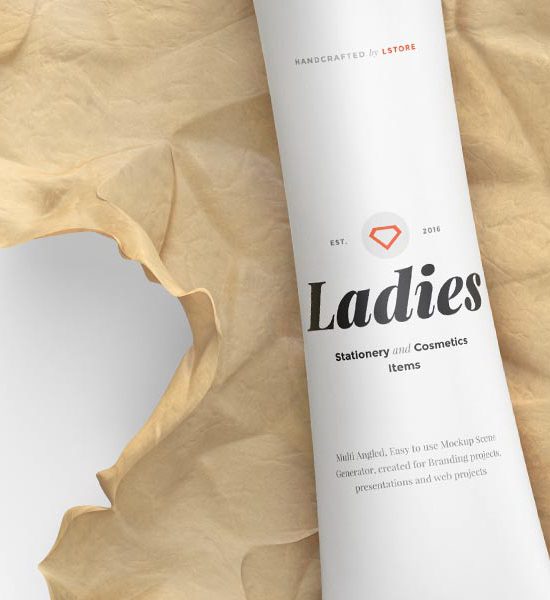 HANDCRAFTED by LSTORE
EST. 2016
Ladies
Stationery and Cosmetics
Items
Multi Angled, Easy to use Mockup Scene
Generator, created for Branding projects,
presentations and web projects